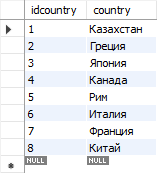 idcountry country
1 Казахстан
2 Греция
3 Япония
4 Канада
5 Рим
6 Италия
7 Франция
8 Китай
NULL NULL